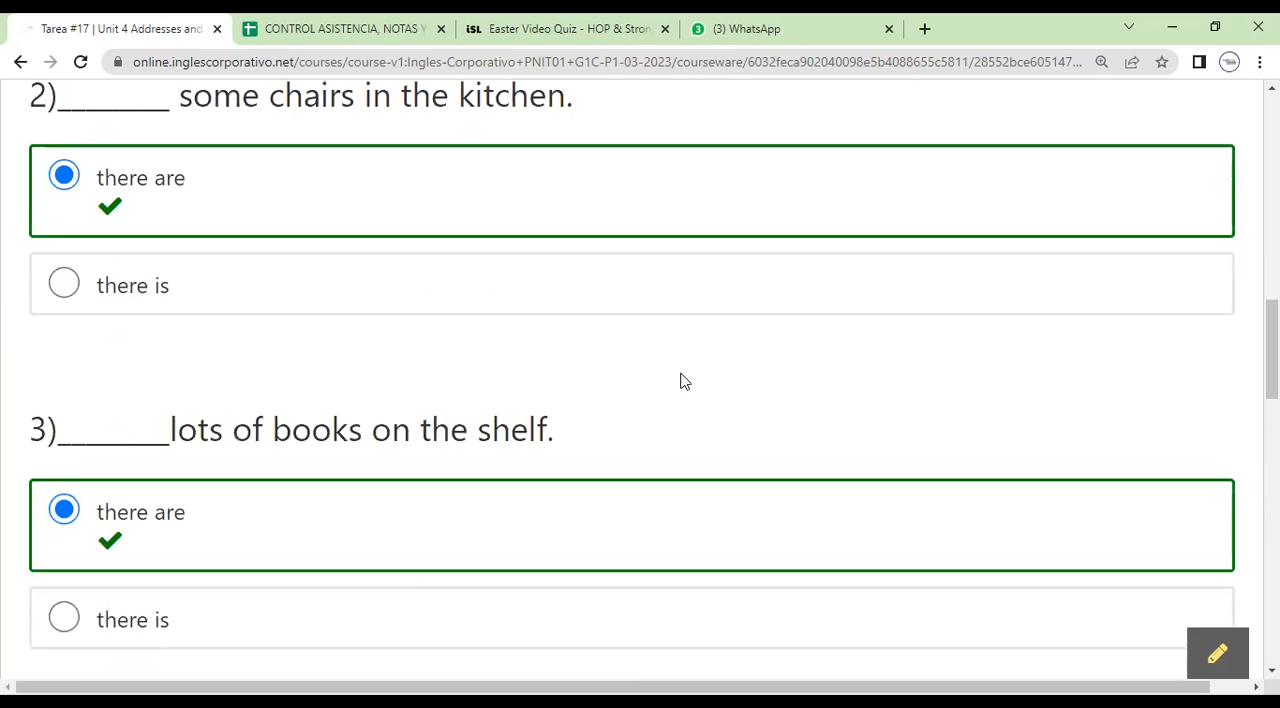 Tarea #17 | Unit 4 Addresses and
CONTROL ASISTENCIA, NOTAS Y
iSL Easter Video Quiz - HOP & Stron
3 (3) WhatsApp
online.inglescorporativo.net/courses/course-v1:Ingles-Corporativo+PNIT01+G1C-P1-03-2023/courseware/6032feca902040098e5b4088655c5811/28552bce605147...
2)________ some chairs in the kitchen.
there are
there is
3)________lots of books on the shelf.
there are
there is